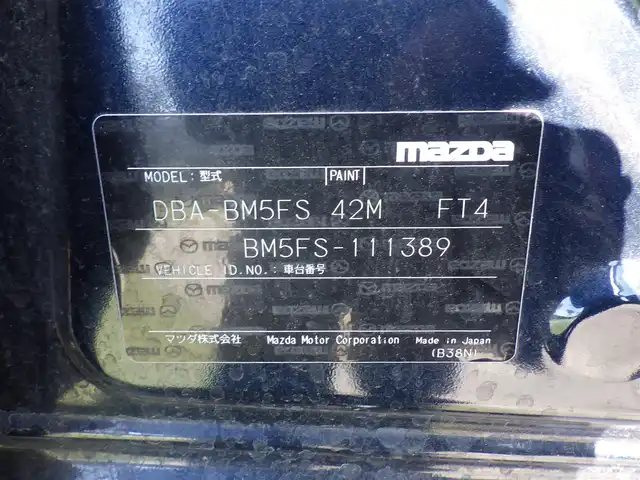 mazda
MODEL: 型式 PAINT
DBA-BM5FS 42M FT4
BM5FS-111389
VEHICLE ID.NO.: 車台番号
マツダ株式会社 Mazda Motor Corporation Made in Japan
(B38N)